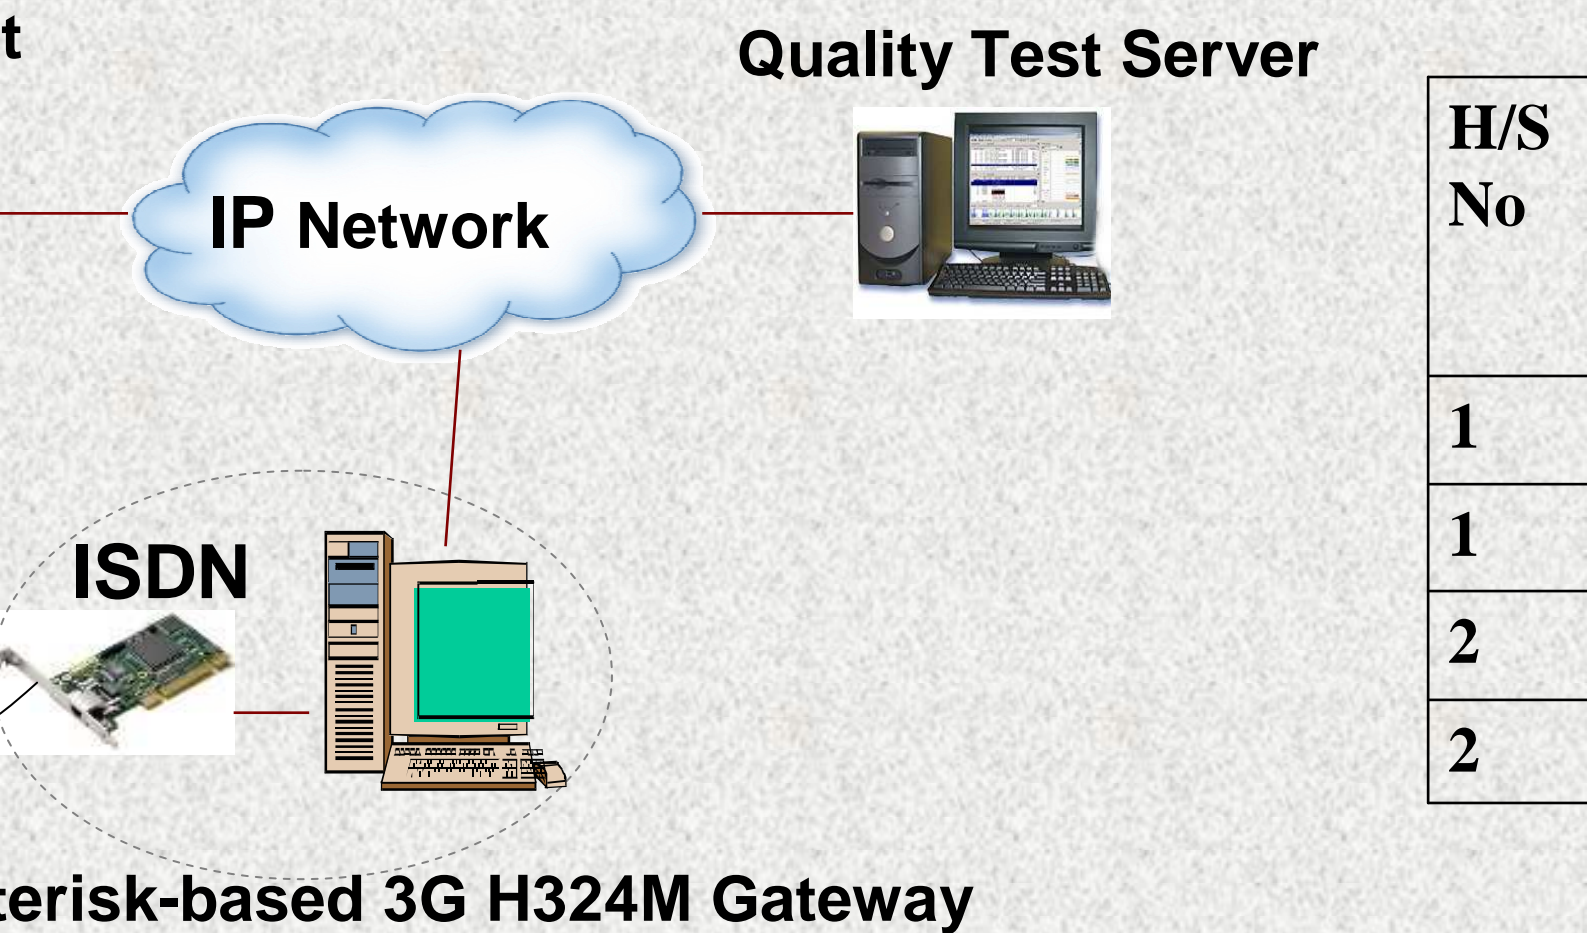 t
Quality Test Server
IP Network
ISDN
terisk-based 3G H324M Gateway
H/S
No
1
1
2
2